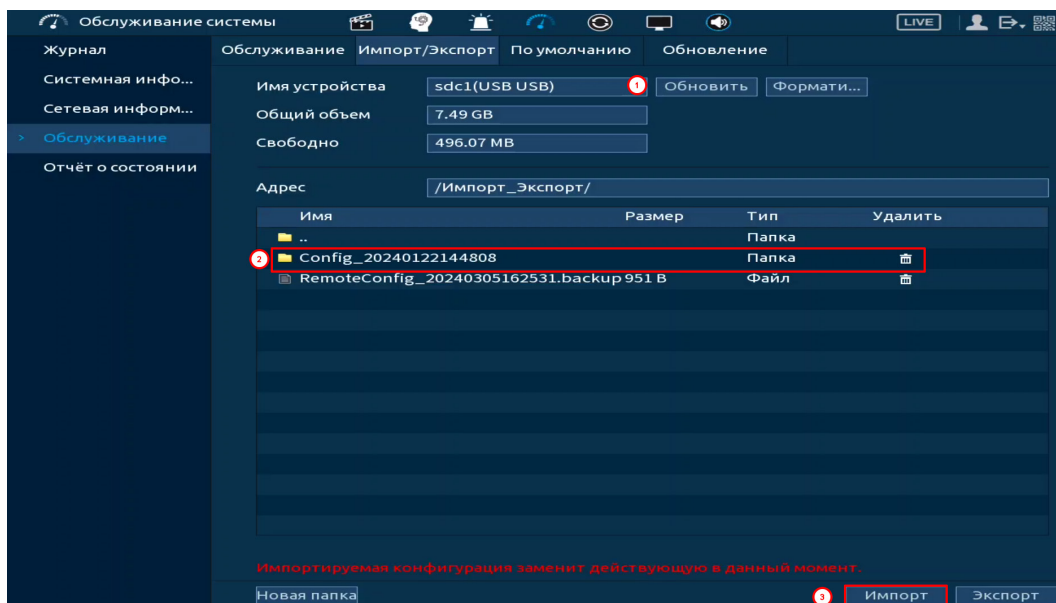 Обслуживание системы LIVE
Журнал
Обслуживание Импорт/Экспорт По умолчанию Обновление
Системная инфо...
Имя устройства sdc1(USB USB) 1 Обновить Формати...
Сетевая информ...
Общий объем 7.49 GB
Обслуживание
Свободно 496.07 MB
Отчёт о состоянии
Адрес /Импорт_Экспорт/
Имя Размер Тип Удалить
.. Папка
2 Config_20240122144808 Папка
RemoteConfig_20240305162531.backup 951 B Файл
Импортируемая конфигурация заменит действующую в данный момент.
Новая папка 3 Импорт Экспорт